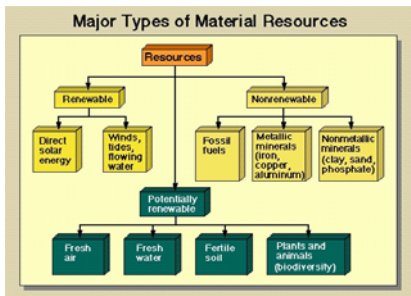 Major Types of Material Resources
Resources
Renewable
Nonrenewable
Direct
solar
energy
Winds,
tides,
flowing
water
Fossil
fuels
Metallic
minerals
(iron,
copper,
aluminum)
Nonmetallic
minerals
(clay, sand,
phosphate)
Potentially
renewable
Fresh
air
Fresh
water
Fertile
soil
Plants and
animals
(biodiversity)